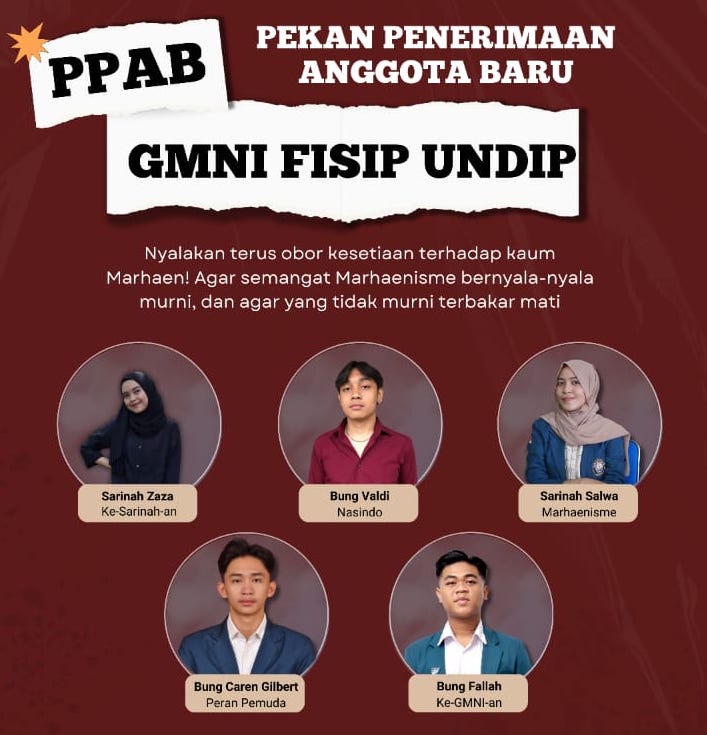 PPAB
PEKAN PENERIMAAN
ANGGOTA BARU
GMNI FISIP UNDIP
Nyalakan terus obor kesetiaan terhadap kaum
Marhaen! Agar semangat Marhaenisme bernyala-nyala
murni, dan agar yang tidak murni terbakar mati
Sarinah Zaza
Ke-Sarinah-an
Bung Valdi
Nasindo
Sarinah Salwa
Marhaenisme
Bung Caren Gilbert
Peran Pemuda
Bung Fallah
Ke-GMNI-an